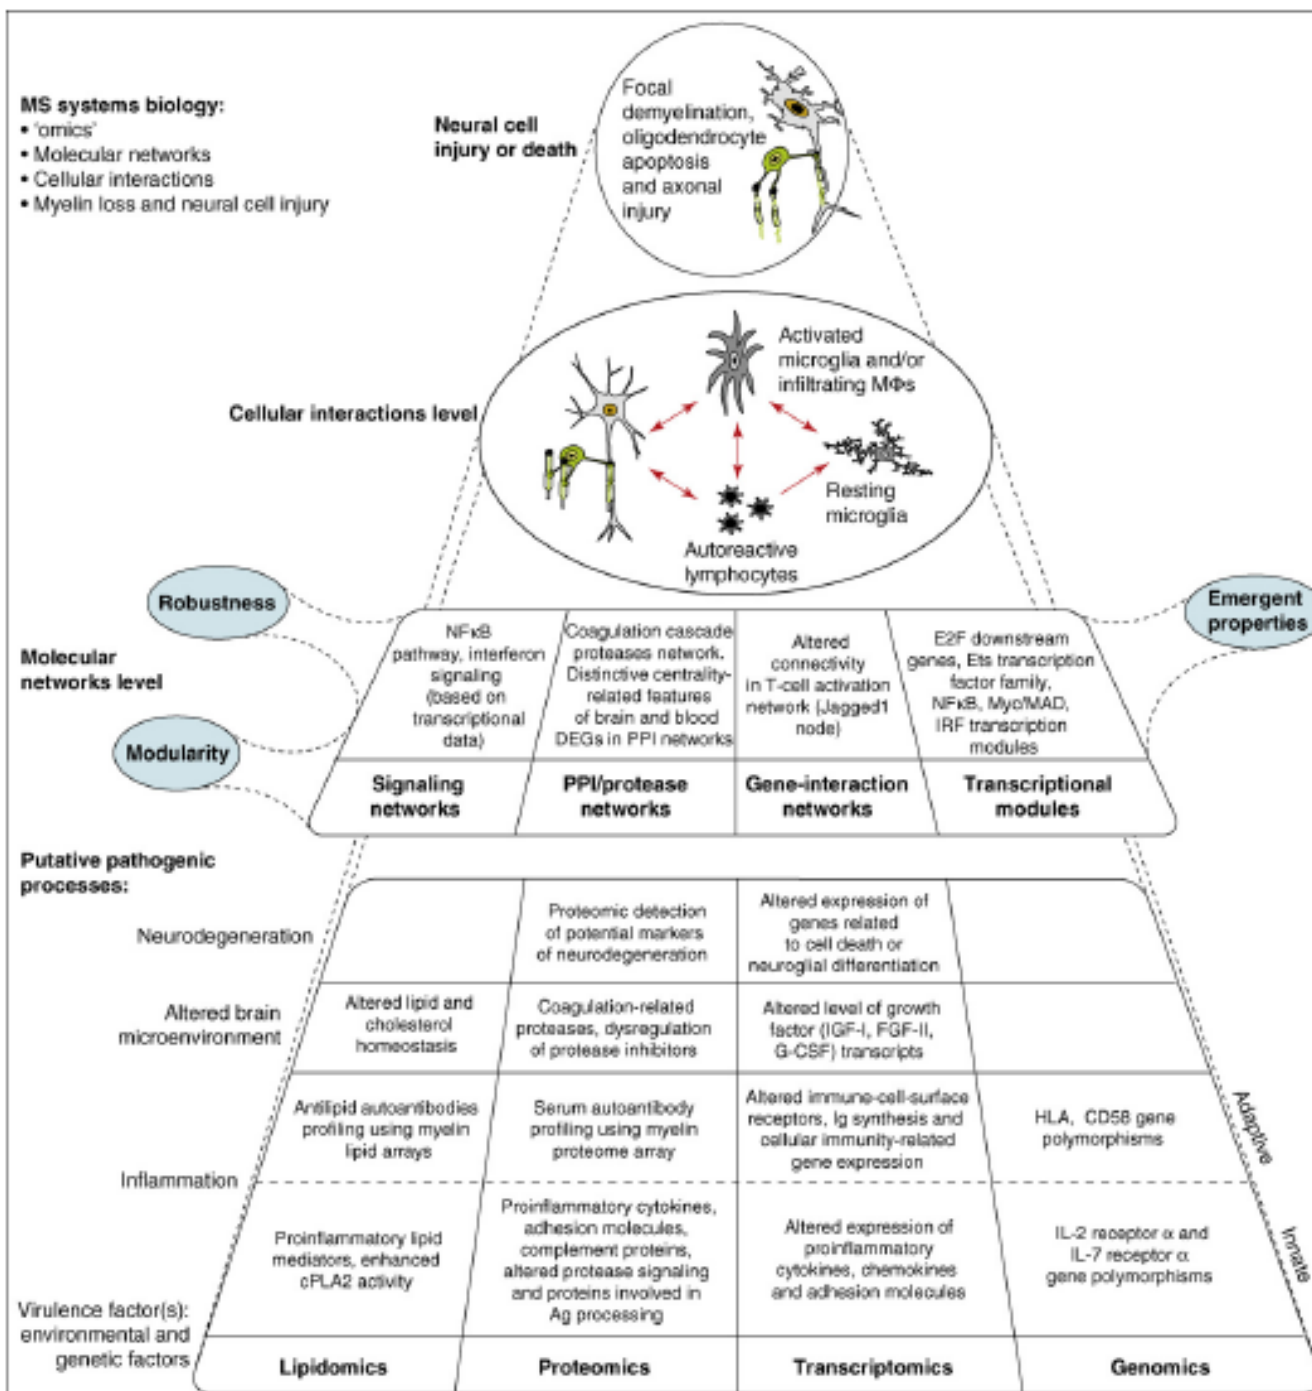 MS systems biology:
• 'omics'
• Molecular networks
• Cellular interactions
• Myelin loss and neural cell injury
Neural cell
injury or death
Focal
demyelination,
oligodendrocyte
apoptosis
and axonal
injury
Cellular interactions level
Activated
microglia and/or
infiltrating MΦs
Resting
microglia
Autoreactive
lymphocytes
Robustness
Modularity
Emergent
properties
Molecular
networks level
NFκB
pathway, interferon
signaling
(based on
transcriptional
data)
Coagulation cascade
proteases network.
Distinctive centrality-
related features
of brain and blood
DEGs in PPI networks
Altered
connectivity
in T-cell activation
network (Jagged1
node)
E2F downstream
genes, Ets transcription
factor family,
NFκB, Myc/MAD,
IRF transcription
modules
Signaling
networks
PPI/protease
networks
Gene-interaction
networks
Transcriptional
modules
Putative pathogenic
processes:
Neurodegeneration
Proteomic detection
of potential markers
of neurodegeneration
Altered expression of
genes related
to cell death or
neuroglial differentiation
Altered brain
microenvironment
Altered lipid and
cholesterol
homeostasis
Coagulation-related
proteases, dysregulation
of protease inhibitors
Altered level of growth
factor (IGF-I, FGF-II,
G-CSF) transcripts
Inflammation
Antilipid autoantibodies
profiling using myelin
lipid arrays
Serum autoantibody
profiling using myelin
proteome array
Altered immune-cell-surface
receptors, Ig synthesis and
cellular immunity-related
gene expression
HLA, CD58 gene
polymorphisms
Adaptive
Proinflammatory lipid
mediators, enhanced
cPLA2 activity
Proinflammatory cytokines,
adhesion molecules,
complement proteins,
altered protease signaling
and proteins involved in
Ag processing
Altered expression of
proinflammatory
cytokines, chemokines
and adhesion molecules
IL-2 receptor α and
IL-7 receptor α
gene polymorphisms
Innate
Virulence factor(s):
environmental and
genetic factors
Lipidomics
Proteomics
Transcriptomics
Genomics